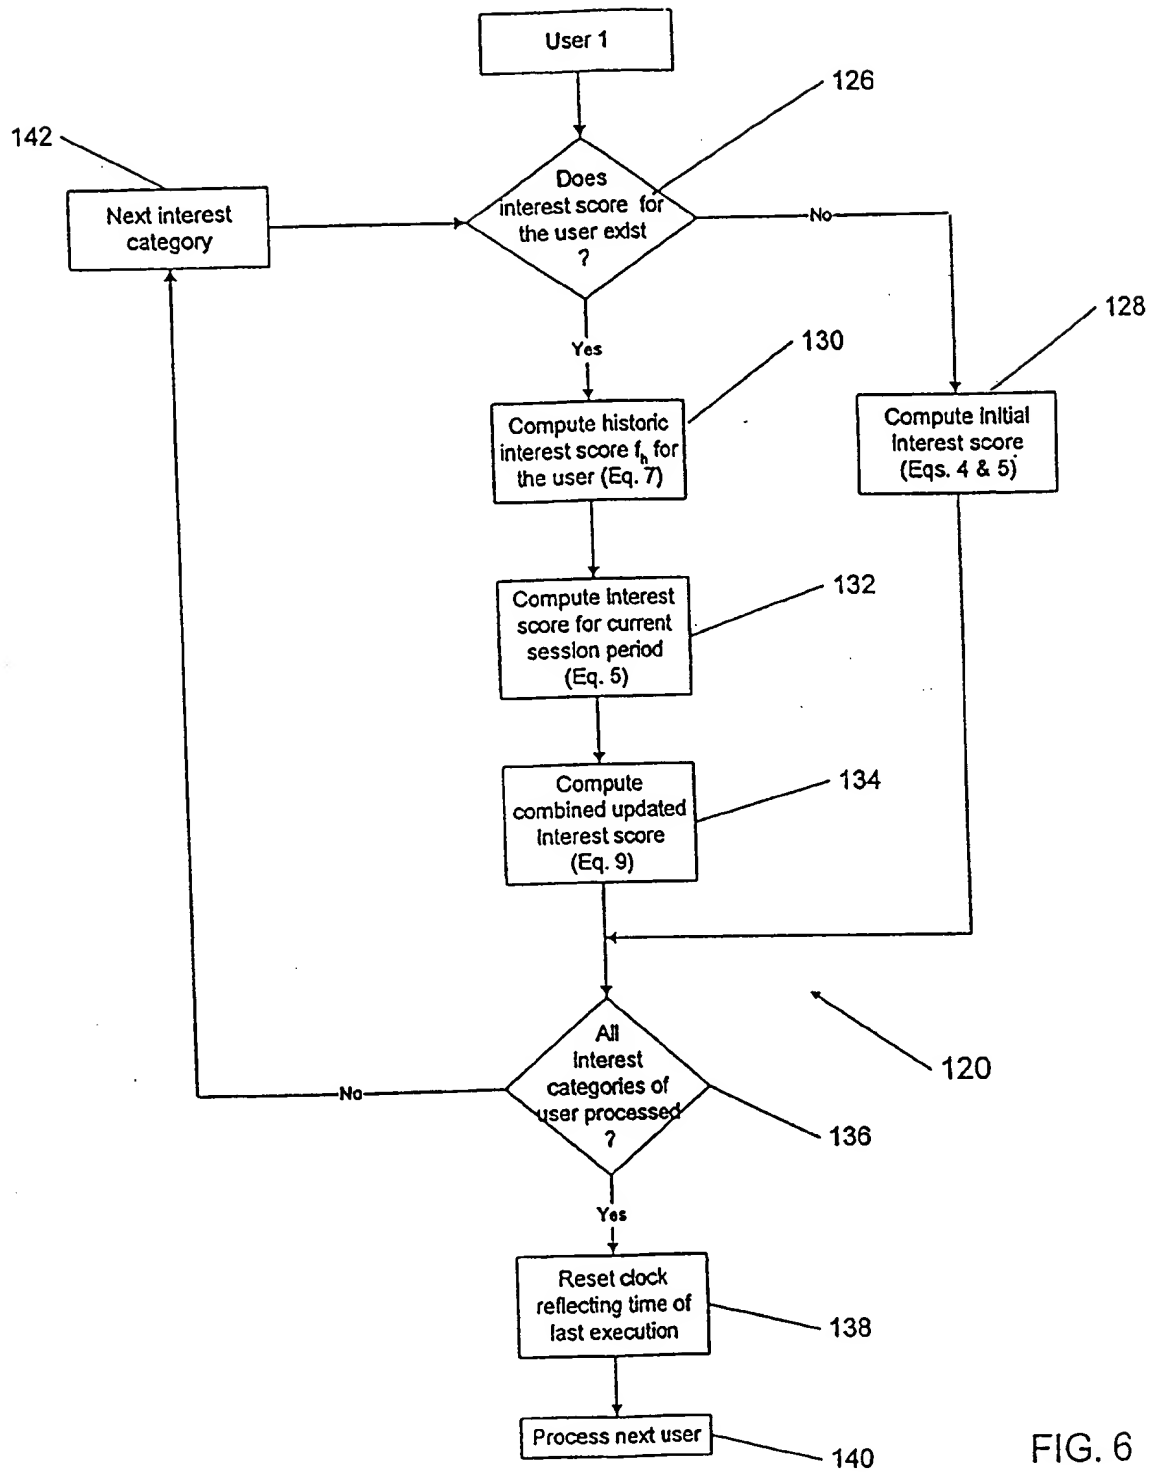 User 1
126
142
Does
interest score for
the user exist
?
No
Next interest
category
128
Yes
130
Compute historic
interest score fh for
the user (Eq. 7)
Compute initial
interest score
(Eqs. 4 & 5)
132
Compute interest
score for current
session period
(Eq. 5)
134
Compute
combined updated
interest score
(Eq. 9)
120
All
interest
categories of
user processed
?
No
136
Yes
Reset clock
reflecting time of
last execution
138
Process next user
140
FIG. 6